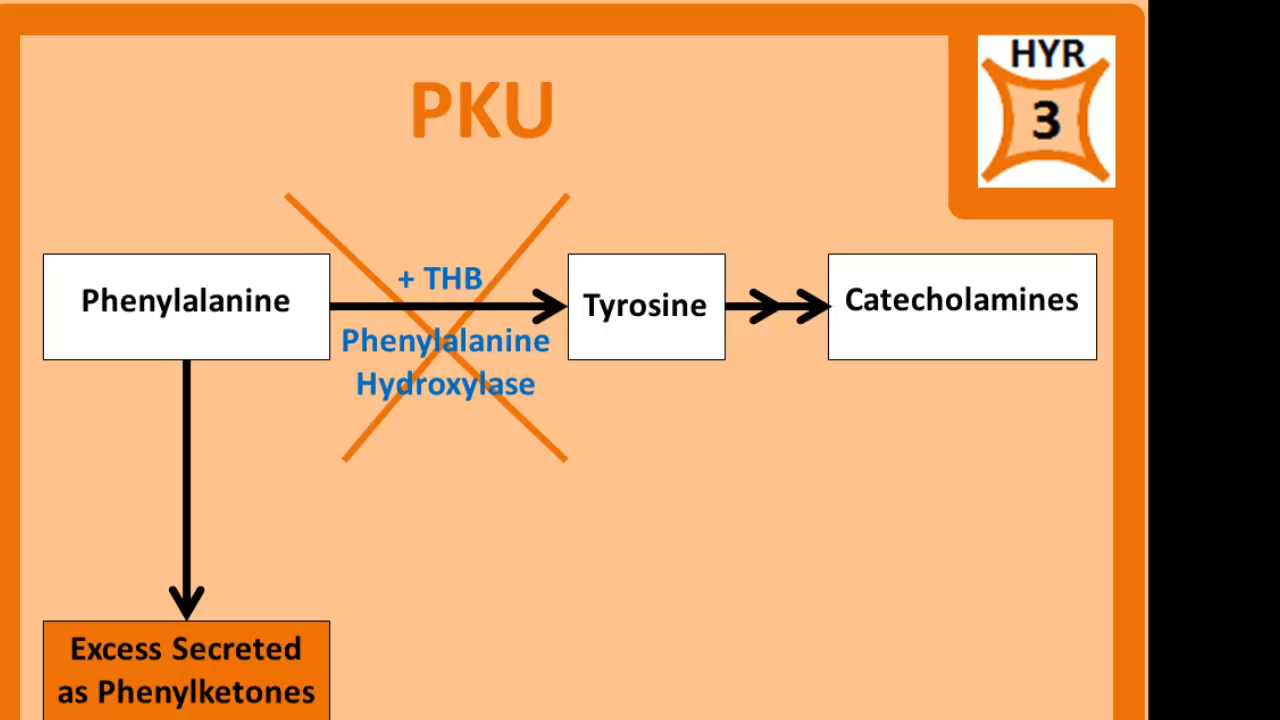 HYR
3
PKU
+ THB
Phenylalanine
Tyrosine
Catecholamines
Phenylalanine
Hydroxylase
Excess Secreted
as Phenylketones